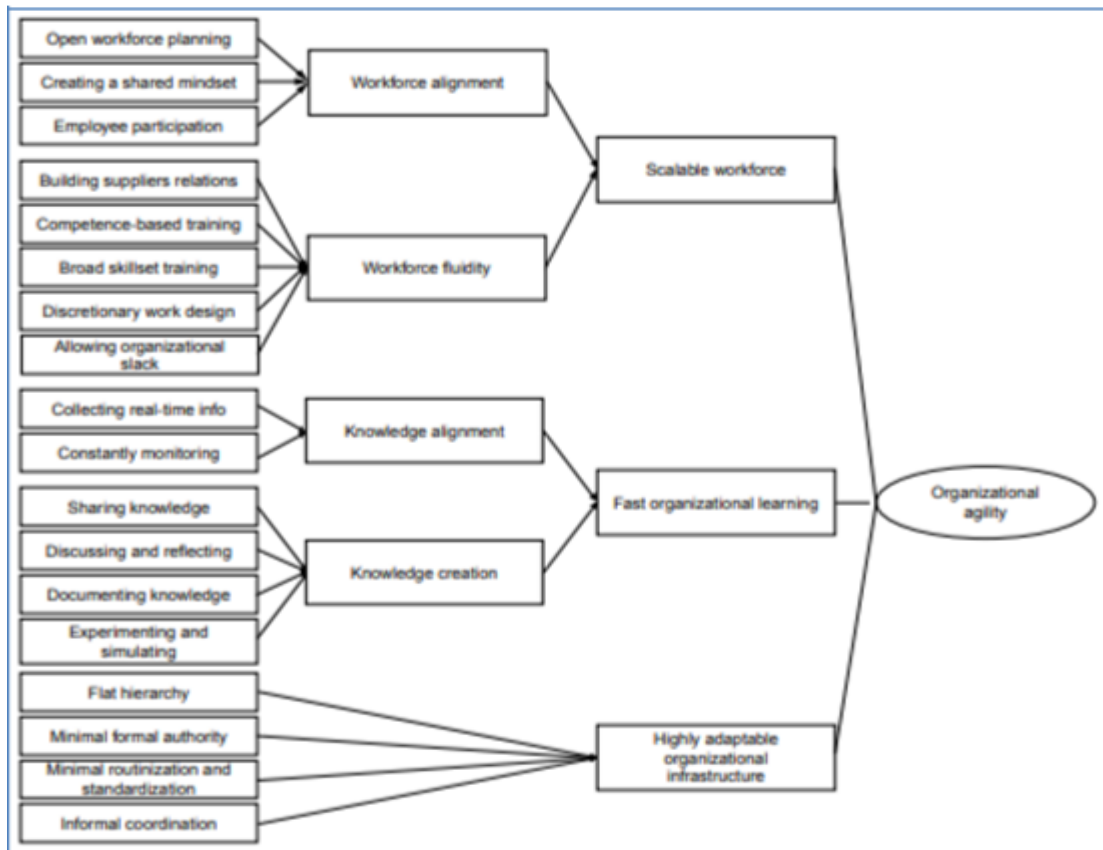 Open workforce planning
Creating a shared mindset
Employee participation
Workforce alignment
Building suppliers relations
Competence-based training
Broad skillset training
Discretionary work design
Allowing organizational
slack
Workforce fluidity
Scalable workforce
Collecting real-time info
Constantly monitoring
Knowledge alignment
Sharing knowledge
Discussing and reflecting
Documenting knowledge
Experimenting and
simulating
Knowledge creation
Fast organizational learning
Flat hierarchy
Minimal formal authority
Minimal routinization and
standardization
Informal coordination
Highly adaptable
organizational
infrastructure
Organizational
agility